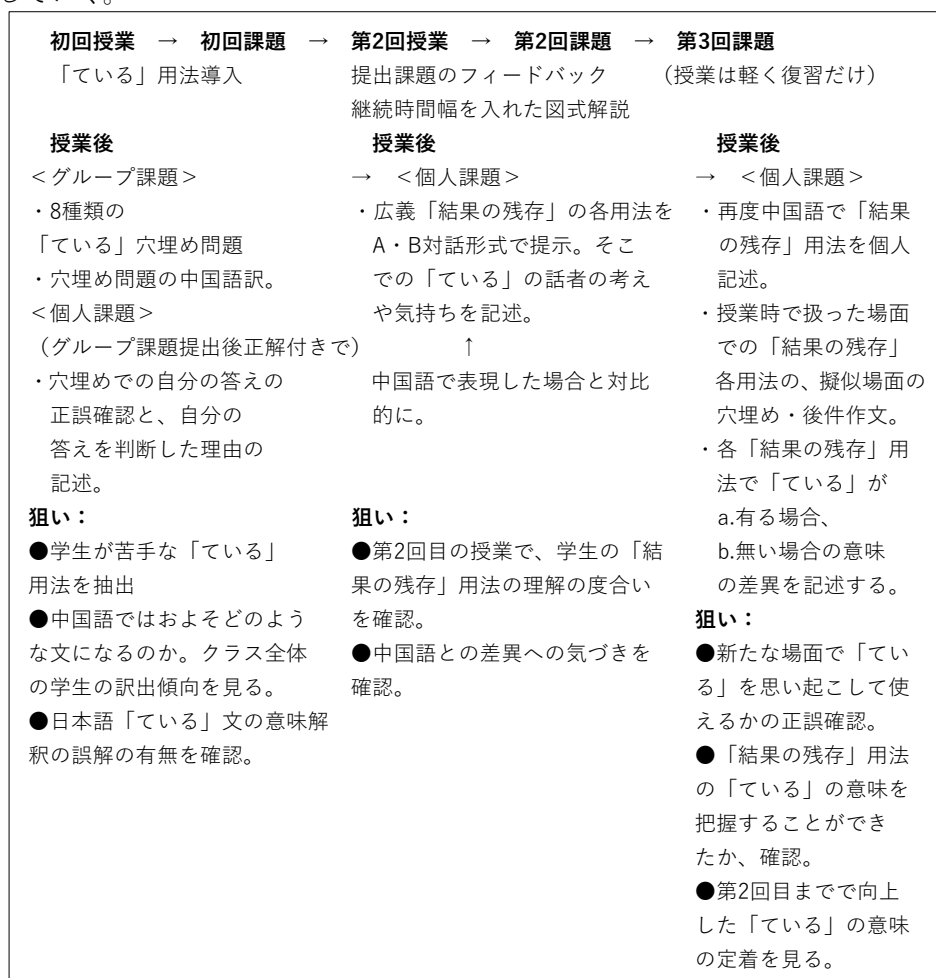 していく。
初回授業 → 初回課題 → 第2回授業 → 第2回課題 → 第3回課題
「ている」用法導入 提出課題のフィードバック (授業は軽く復習だけ)
継続時間幅を入れた図式解説
授業後
<グループ課題>
・8種類の
「ている」穴埋め問題
・穴埋め問題の中国語訳。
<個人課題>
(グループ課題提出後正解付きで)
・穴埋めでの自分の答えの
正誤確認と、自分の
答えを判断した理由の
記述。
狙い：
●学生が苦手な「ている」
用法を抽出
●中国語ではおよそどのよう
な文になるのか。クラス全体
の学生の訳出傾向を見る。
●日本語「ている」文の意味解
釈の誤解の有無を確認。
授業後
→ <個人課題>
・広義「結果の残存」の各用法を
A・B対話形式で提示。そこ
での「ている」の話者の考え
や気持ちを記述。
↑
中国語で表現した場合と対比
的に。
狙い：
●第2回目の授業で、学生の「結
果の残存」用法の理解の度合い
を確認。
●中国語との差異への気づきを
確認。
授業後
→ <個人課題>
・再度中国語で「結果
の残存」用法を個人
記述。
・授業時で扱った場面
での「結果の残存」
各用法の、擬似場面の
穴埋め・後件作文。
・各「結果の残存」用
法で「ている」が
a.有る場合、
b.無い場合の意味
の差異を記述する。
狙い：
●新たな場面で「てい
る」を思い起こして使
えるかの正誤確認。
●「結果の残存」用法
の「ている」の意味を
把握することができ
たか、確認。
●第2回目までで向上
した「ている」の意味
の定着を見る。